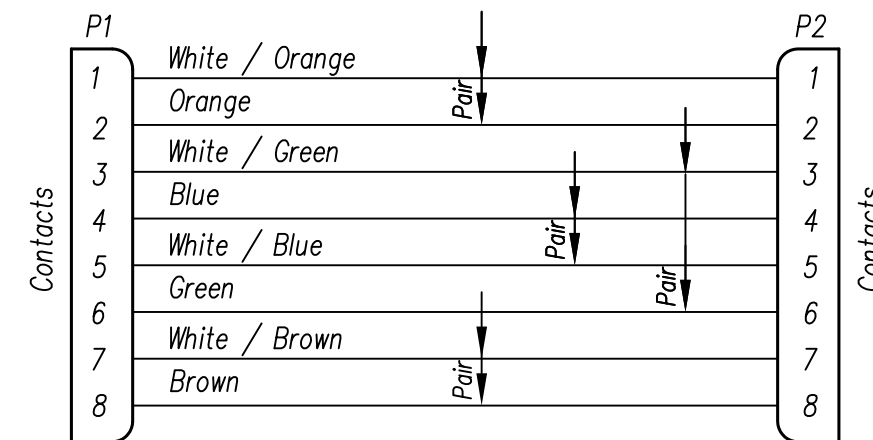 P1 P2
White / Orange
1 1
Orange Pair
2 2
White / Green
3 3
Blue
4 4
White / Blue Pair
5 5
Green Pair
6 6
White / Brown
7 7
Brown Pair
8 8
Contacts
Contacts